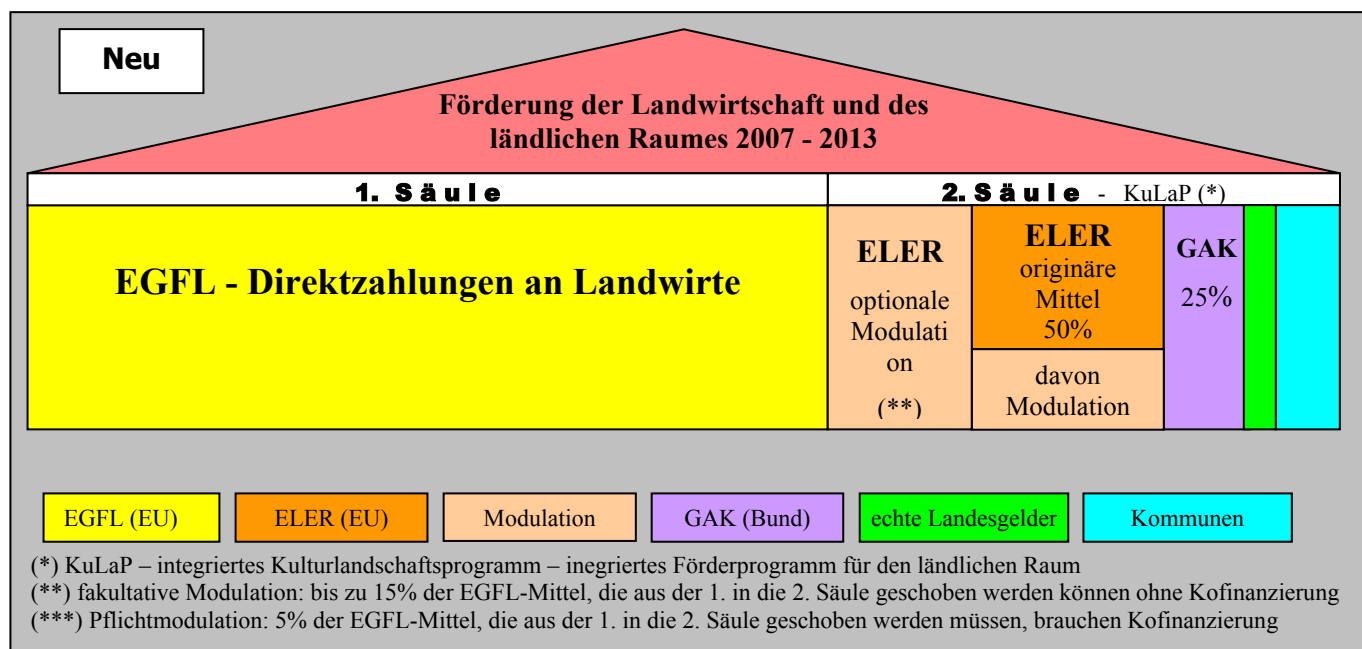 Neu
Förderung der Landwirtschaft und des
ländlichen Raumes 2007 - 2013
1. Säule
2. Säule - KuLaP (*)
EGFL - Direktzahlungen an Landwirte
ELER
optionale
Modulati
on
(**)
ELER
originäre
Mittel
50%
davon
Modulation
GAK
25%
EGFL (EU)
ELER (EU)
Modulation
GAK (Bund)
echte Landesgelder
Kommunen
(*) KuLaP – integriertes Kulturlandschaftsprogramm – inegriertes Förderprogramm für den ländlichen Raum
(**) fakultative Modulation: bis zu 15% der EGFL-Mittel, die aus der 1. in die 2. Säule geschoben werden können ohne Kofinanzierung
(***) Pflichtmodulation: 5% der EGFL-Mittel, die aus der 1. in die 2. Säule geschoben werden müssen, brauchen Kofinanzierung